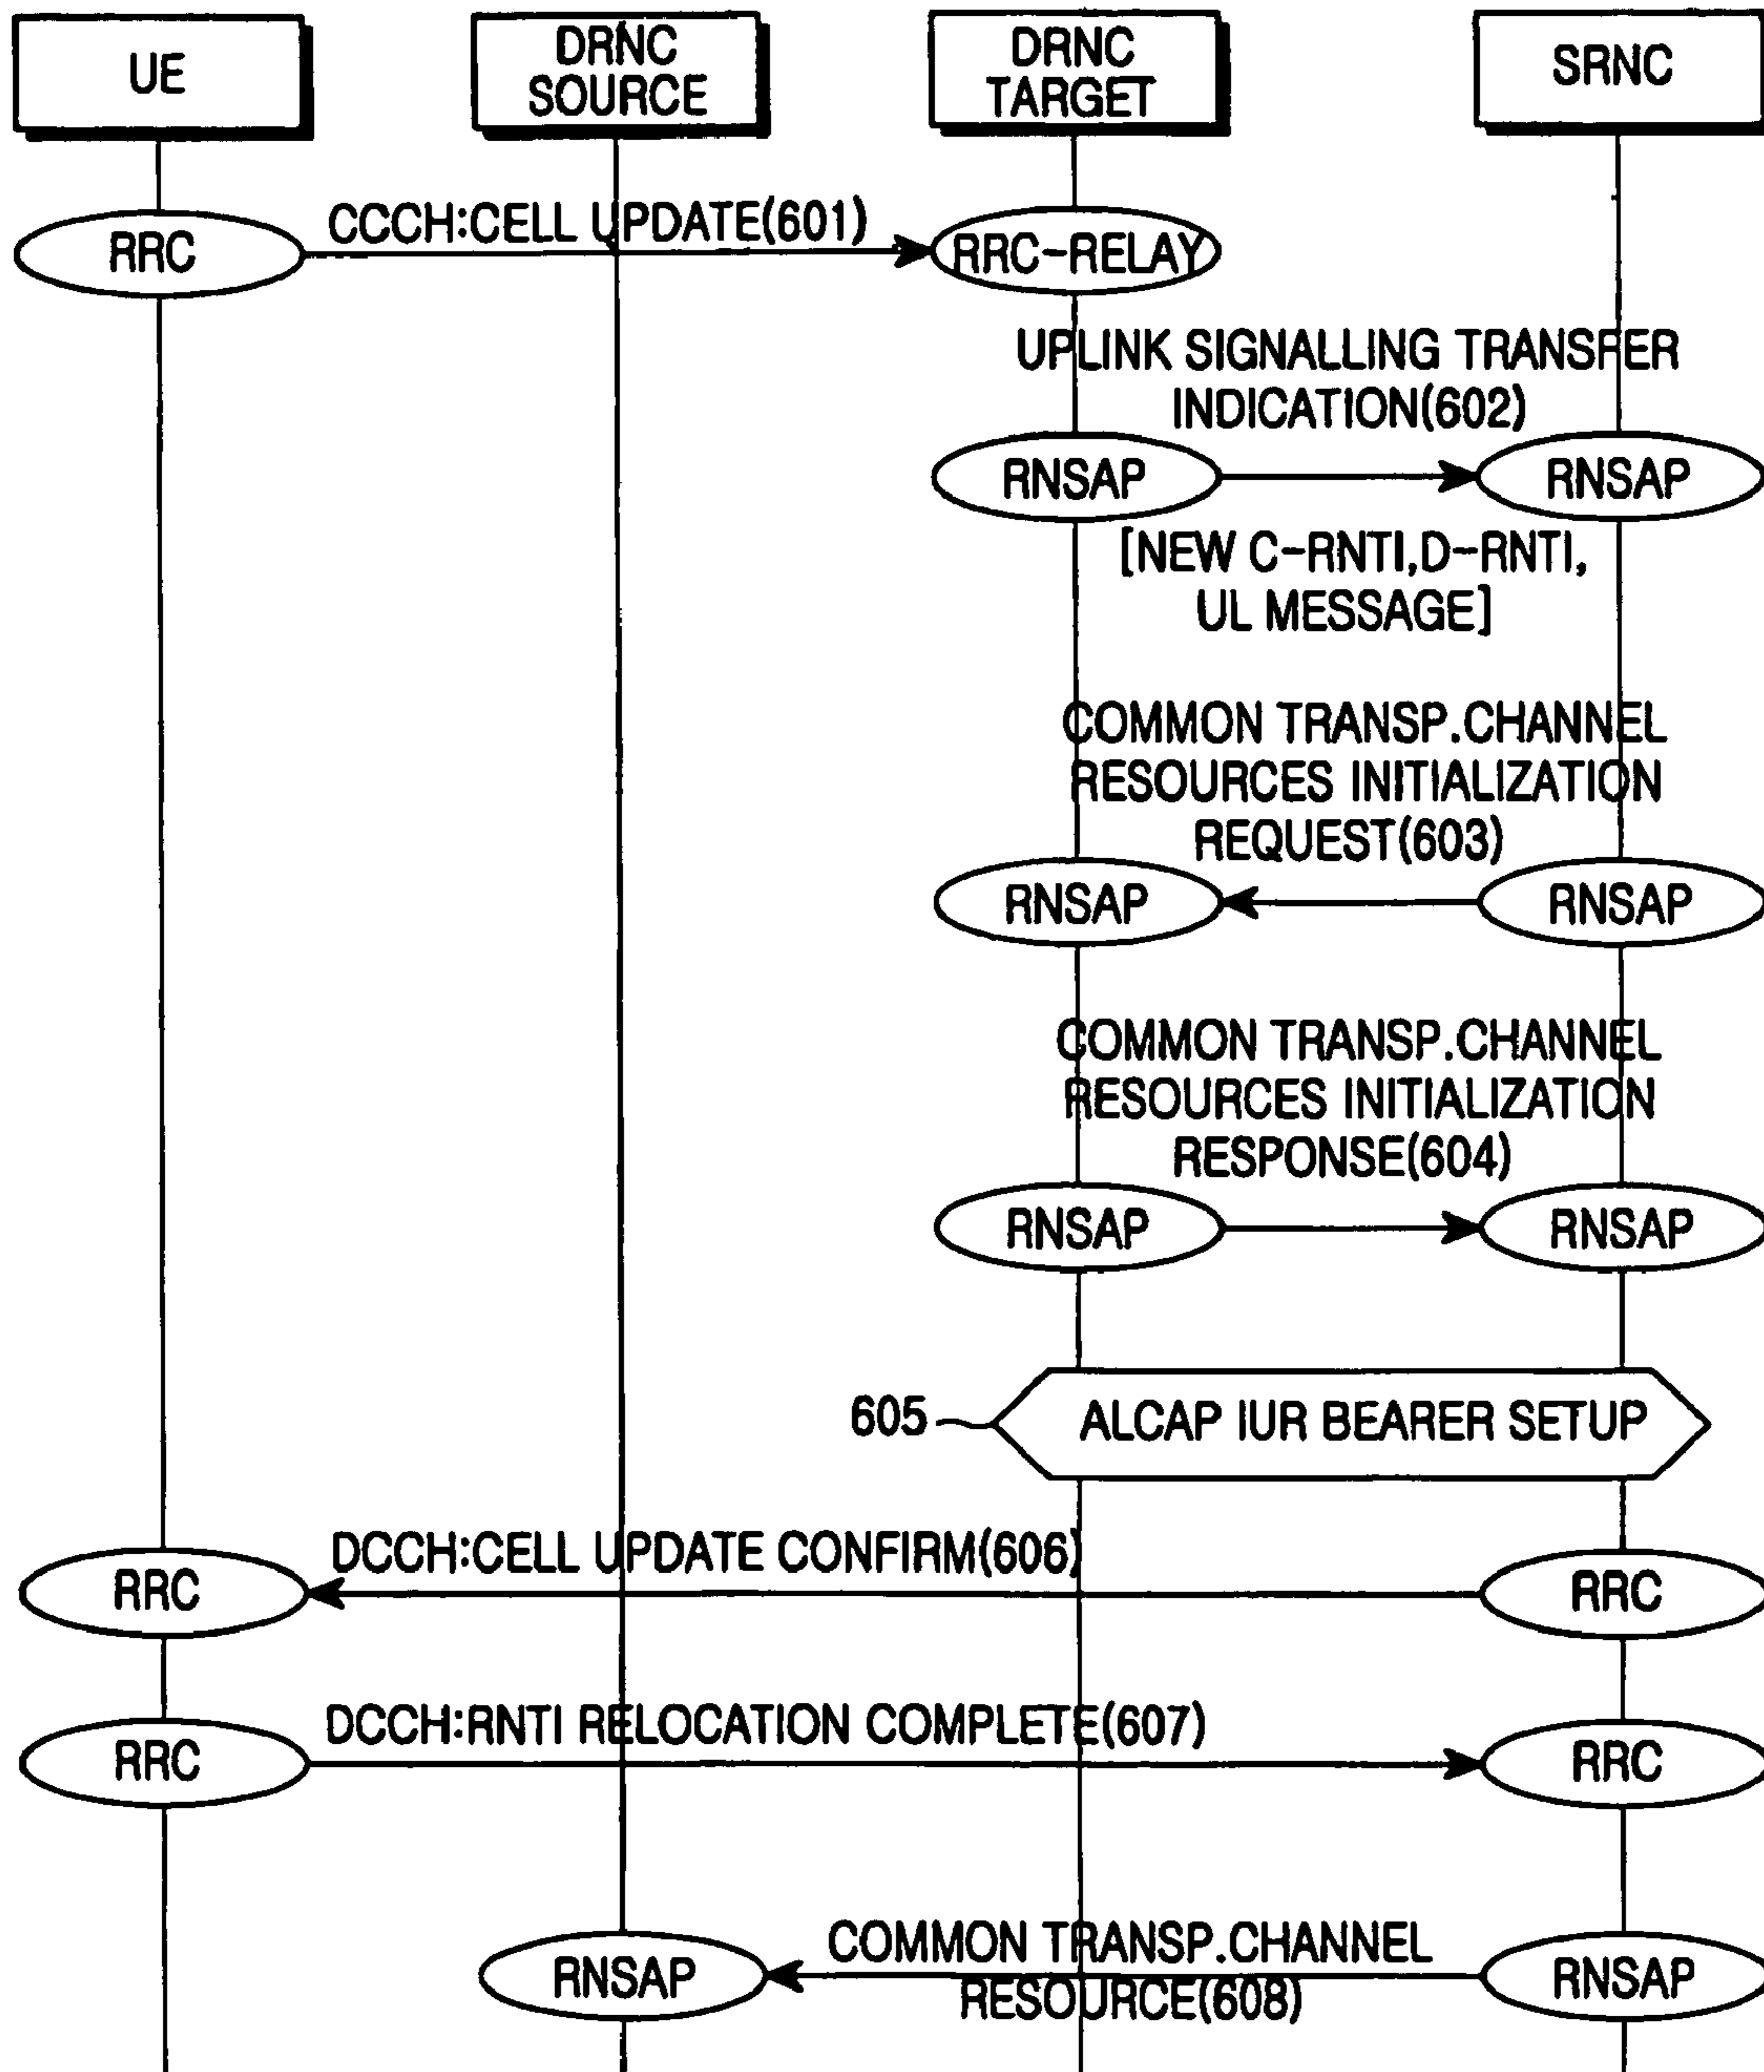 UE
DRNC
SOURCE
DRNC
TARGET
SRNC
RRC
CCCH:CELL UPDATE(601)
RRC-RELAY
UPLINK SIGNALLING TRANSFER
INDICATION(602)
RNSAP
RNSAP
[NEW C-RNTI,D-RNTI,
UL MESSAGE]
COMMON TRANSP.CHANNEL
RESOURCES INITIALIZATION
REQUEST(603)
RNSAP
RNSAP
COMMON TRANSP.CHANNEL
RESOURCES INITIALIZATION
RESPONSE(604)
RNSAP
RNSAP
605
ALCAP IUR BEARER SETUP
DCCH:CELL UPDATE CONFIRM(606)
RRC
RRC
DCCH:RNTI RELOCATION COMPLETE(607)
RRC
RRC
RNSAP
COMMON TRANSP.CHANNEL
RESOURCE(608)
RNSAP